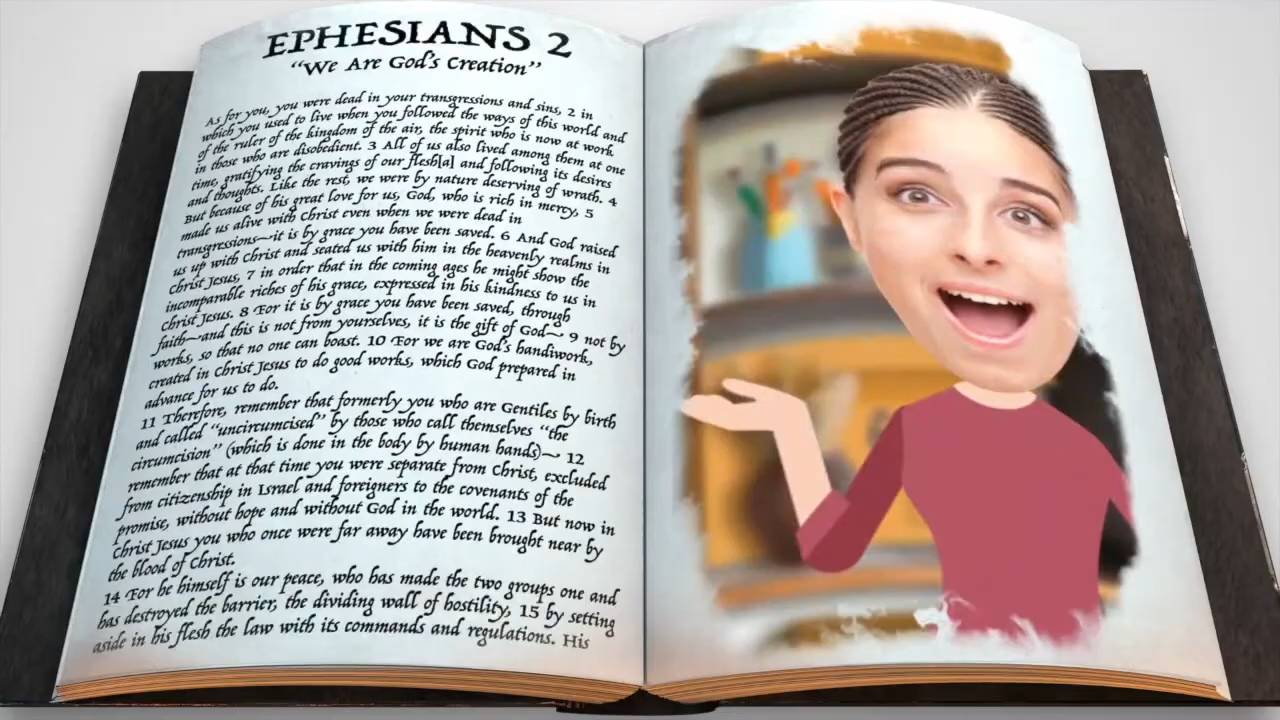 EPHESIANS 2
“We Are God’s Creation”
As for you, you were dead in your transgressions and sins, 2 in
which you used to live when you followed the ways of this world and
of the ruler of the kingdom of the air, the spirit who is now at work
in those who are disobedient. 3 All of us also lived among them at one
time, gratifying the cravings of our flesh[a] and following its desires
and thoughts. Like the rest, we were by nature deserving of wrath. 4
But because of his great love for us, God, who is rich in mercy, 5
made us alive with Christ even when we were dead in
transgressions—it is by grace you have been saved. 6 And God raised
us up with Christ and seated us with him in the heavenly realms in
Christ Jesus, 7 in order that in the coming ages he might show the
incomparable riches of his grace, expressed in his kindness to us in
Christ Jesus. 8 For it is by grace you have been saved, through
faith—and this is not from yourselves, it is the gift of God— 9 not by
works, so that no one can boast. 10 For we are God’s handiwork,
created in Christ Jesus to do good works, which God prepared in
advance for us to do.
11 Therefore, remember that formerly you who are Gentiles by birth
and called “uncircumcised” by those who call themselves “the
circumcision” (which is done in the body by human hands)— 12
remember that at that time you were separate from Christ, excluded
from citizenship in Israel and foreigners to the covenants of the
promise, without hope and without God in the world. 13 But now in
Christ Jesus you who once were far away have been brought near by
the blood of Christ.
14 For he himself is our peace, who has made the two groups one and
has destroyed the barrier, the dividing wall of hostility, 15 by setting
aside in his flesh the law with its commands and regulations. His